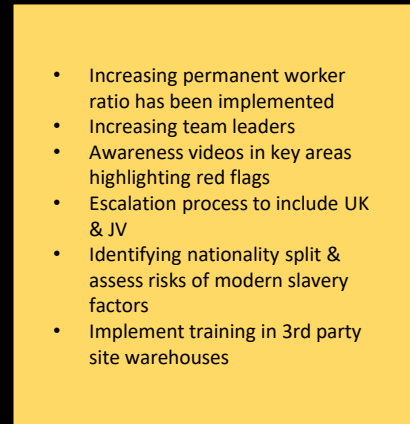 • Increasing permanent worker
ratio has been implemented
• Increasing team leaders
• Awareness videos in key areas
highlighting red flags
• Escalation process to include UK
& JV
• Identifying nationality split &
assess risks of modern slavery
factors
• Implement training in 3rd party
site warehouses